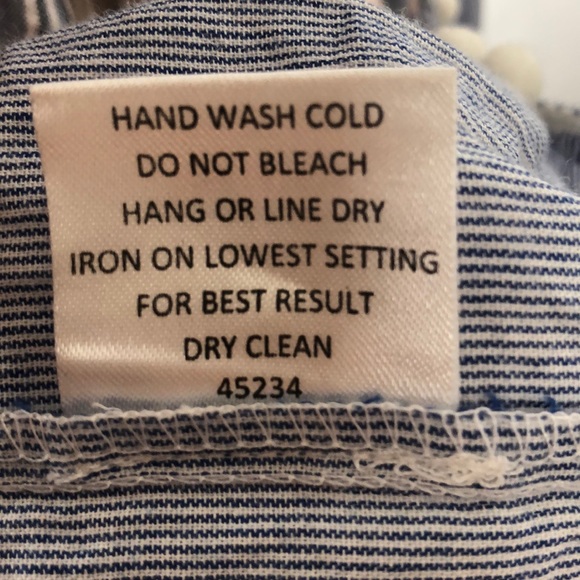 HAND WASH COLD
DO NOT BLEACH
HANG OR LINE DRY
IRON ON LOWEST SETTING
FOR BEST RESULT
DRY CLEAN
45234